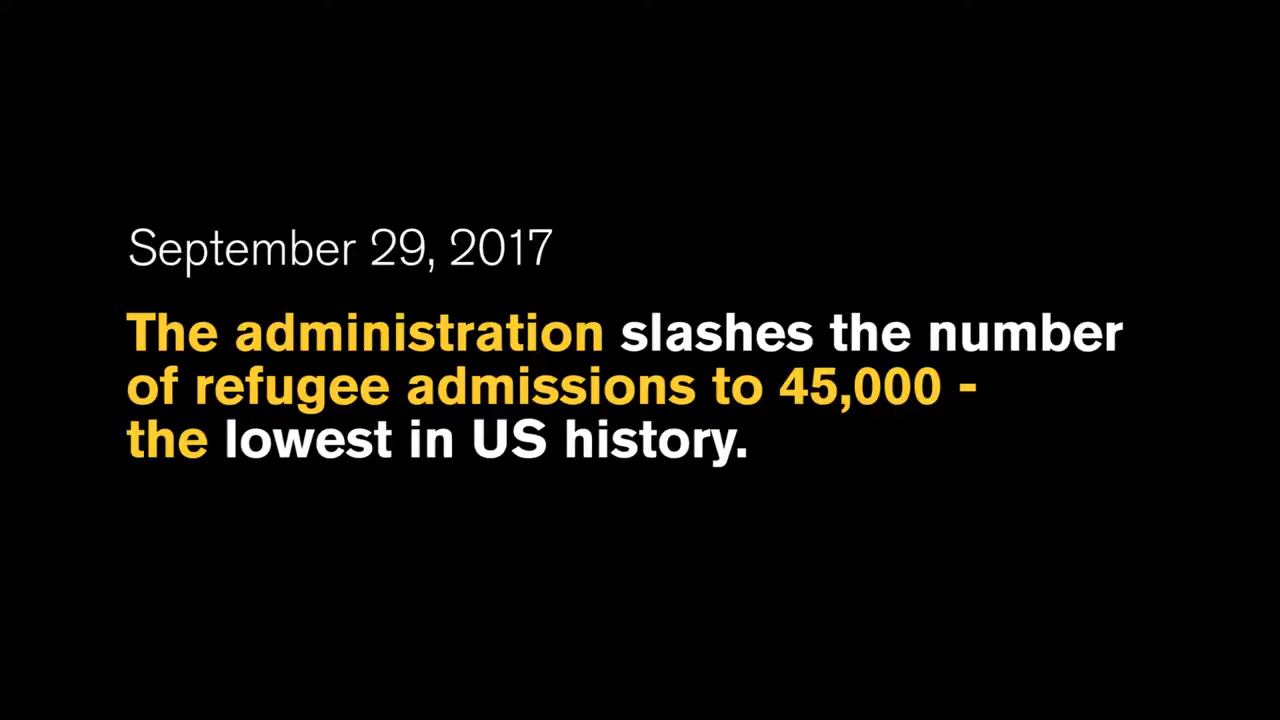 September 29, 2017
The administration slashes the number
of refugee admissions to 45,000 -
the lowest in US history.